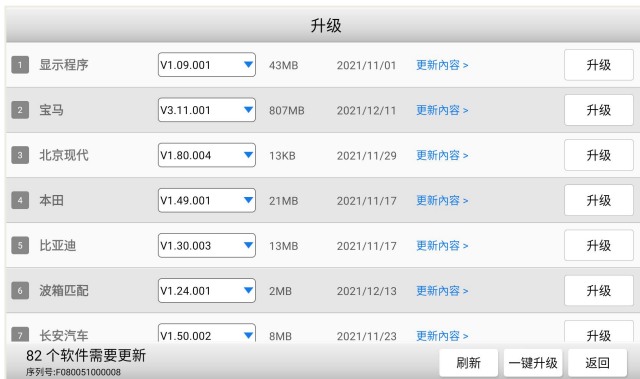 升级
1 显示程序 V1.09.001 43MB 2021/11/01 更新内容 > 升级
2 宝马 V3.11.001 807MB 2021/12/11 更新内容 > 升级
3 北京现代 V1.80.004 13KB 2021/11/29 更新内容 > 升级
4 本田 V1.49.001 21MB 2021/11/17 更新内容 > 升级
5 比亚迪 V1.30.003 13MB 2021/11/17 更新内容 > 升级
6 波箱匹配 V1.24.001 2MB 2021/12/13 更新内容 > 升级
7 长安汽车 V1.50.002 8MB 2021/11/23 更新内容 > 升级
82 个软件需要更新 刷新 一键升级 返回
序列号:F080051000008